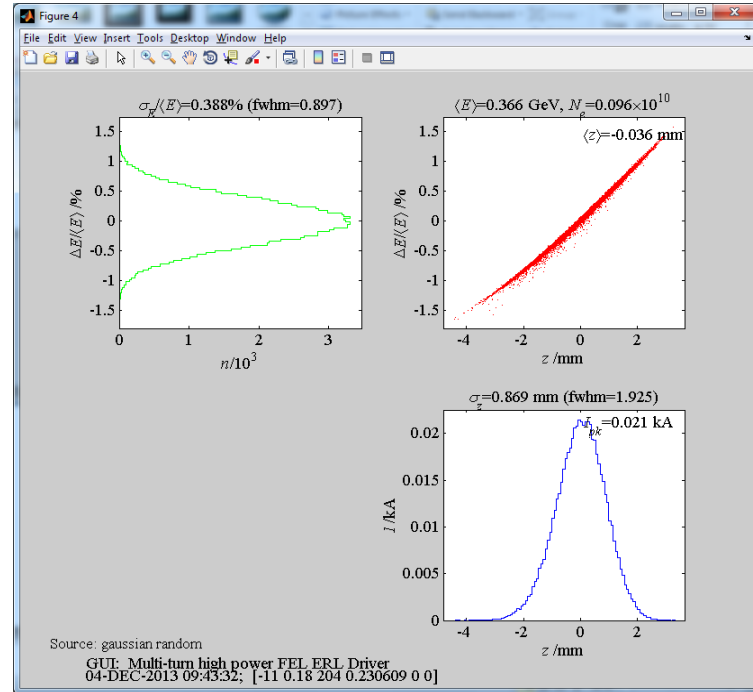 Figure 4
File Edit View Insert Tools Desktop Window Help
σE/⟨E⟩=0.388% (fwhm=0.897)
1.5
1
0.5
0
-0.5
-1
-1.5
ΔE/⟨E⟩ /%
0 1 2 3
n/10³
⟨E⟩=0.366 GeV, Ne=0.096×10¹⁰
⟨z⟩=-0.036 mm
1.5
1
0.5
0
-0.5
-1
-1.5
ΔE/⟨E⟩ /%
-4 -2 0 2
z /mm
σz=0.869 mm (fwhm=1.925)
Ipk=0.021 kA
0.02
0.015
0.01
0.005
0
I /kA
-4 -2 0 2
z /mm
Source: gaussian random
GUI: Multi-turn high power FEL ERL Driver
04-DEC-2013 09:43:32; [-11 0.18 204 0.230609 0 0]